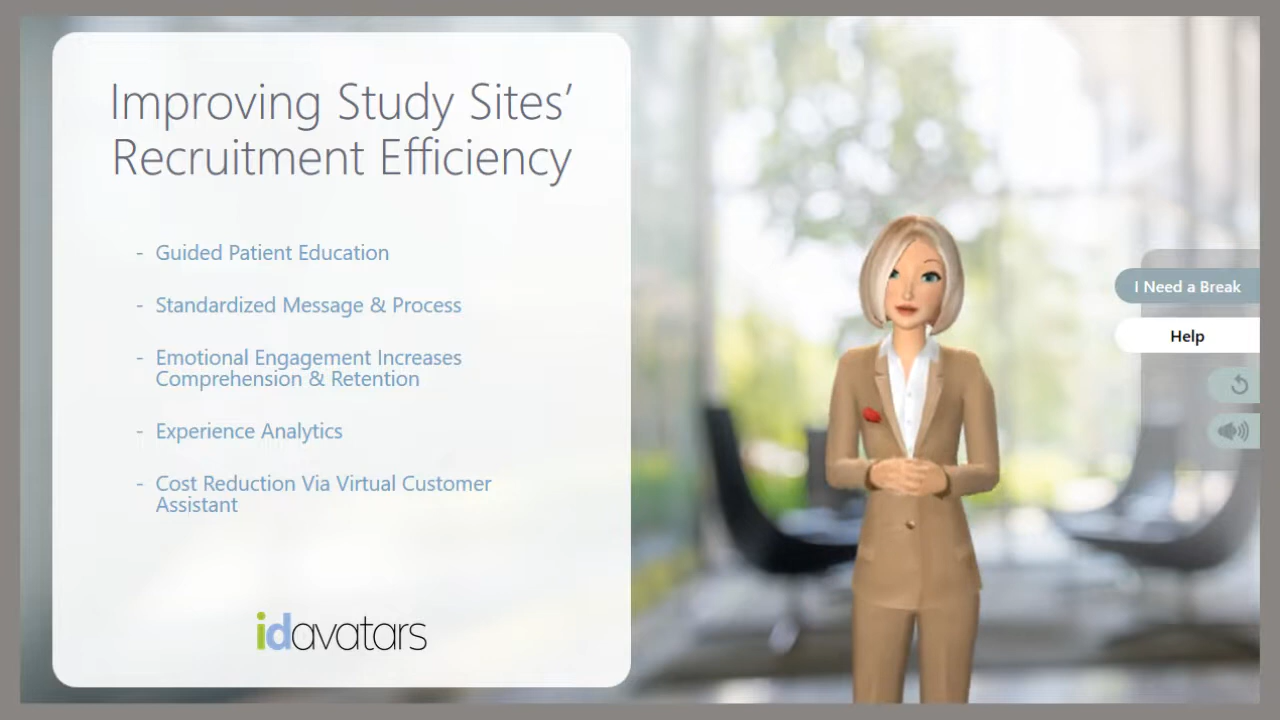 Improving Study Sites’
Recruitment Efficiency
- Guided Patient Education
- Standardized Message & Process
- Emotional Engagement Increases
Comprehension & Retention
- Experience Analytics
- Cost Reduction Via Virtual Customer
Assistant
idavatars
I Need a Break
Help